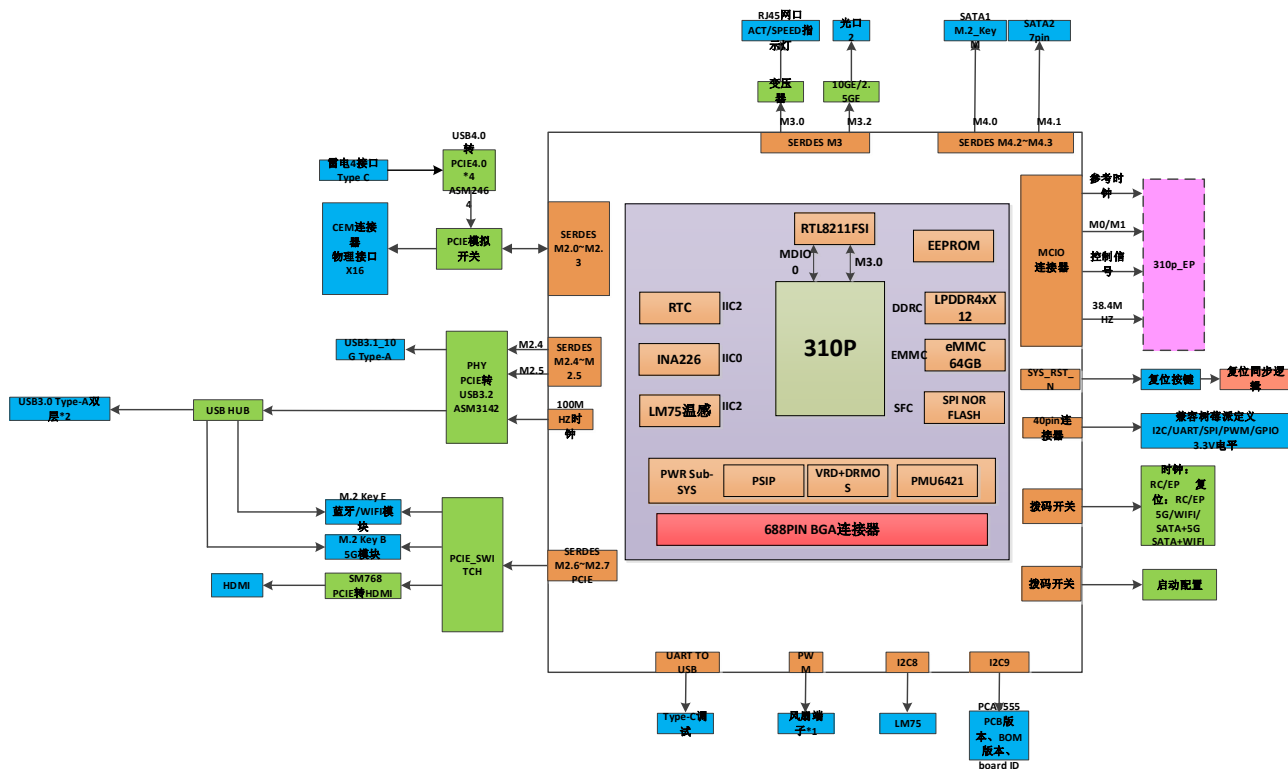 RJ45网口
ACT/SPEED指
示灯
光口
2
SATA1
M.2_Key
M
SATA2
7pin
变压
器
10GE/2.
5GE
M3.0
M3.2
M4.0
M4.1
SERDES M3
SERDES M4.2~M4.3
USB4.0
转
PCIE4.0
*4
ASM246
4
雷电4接口
Type C
CEM连接
器
物理接口
X16
PCIE模拟
开关
SERDES
M2.0~M2.
3
RTL8211FSI
EEPROM
MDIO
0
M3.0
310P
RTC
IIC2
INA226
IIC0
LM75温感
IIC2
DDRC
LPDDR4xX
12
EMMC
eMMC
64GB
SFC
SPI NOR
FLASH
PWR Sub-
SYS
PSIP
VRD+DRMO
S
PMU6421
688PIN BGA连接器
MCIO
连接器
参考时
钟
M0/M1
控制信
号
38.4M
HZ
310p_EP
USB3.1_10
G Type-A
PHY
PCIE转
USB3.2
ASM3142
M2.4
M2.5
SERDES
M2.4~M
2.5
100M
HZ时钟
USB3.0 Type-A双
层*2
USB HUB
SYS_RST_
N
复位按键
复位同步逻
辑
40pin连
接器
兼容树莓派定义
I2C/UART/SPI/PWM/GPIO
3.3V电平
拨码开关
时钟：
RC/EP 复
位：RC/EP
5G/WIFI/
SATA+5G
SATA+WIFI
M.2 Key E
蓝牙/WIFI模
块
M.2 Key B
5G模块
HDMI
SM768
PCIE转HDMI
PCIE_SWI
TCH
SERDES
M2.6~M2.7
PCIE
拨码开关
启动配置
UART TO
USB
PW
M
I2C8
I2C9
Type-C调
试
风扇端
子*1
LM75
PCA9555
PCB版
本、BOM
版本、
board ID